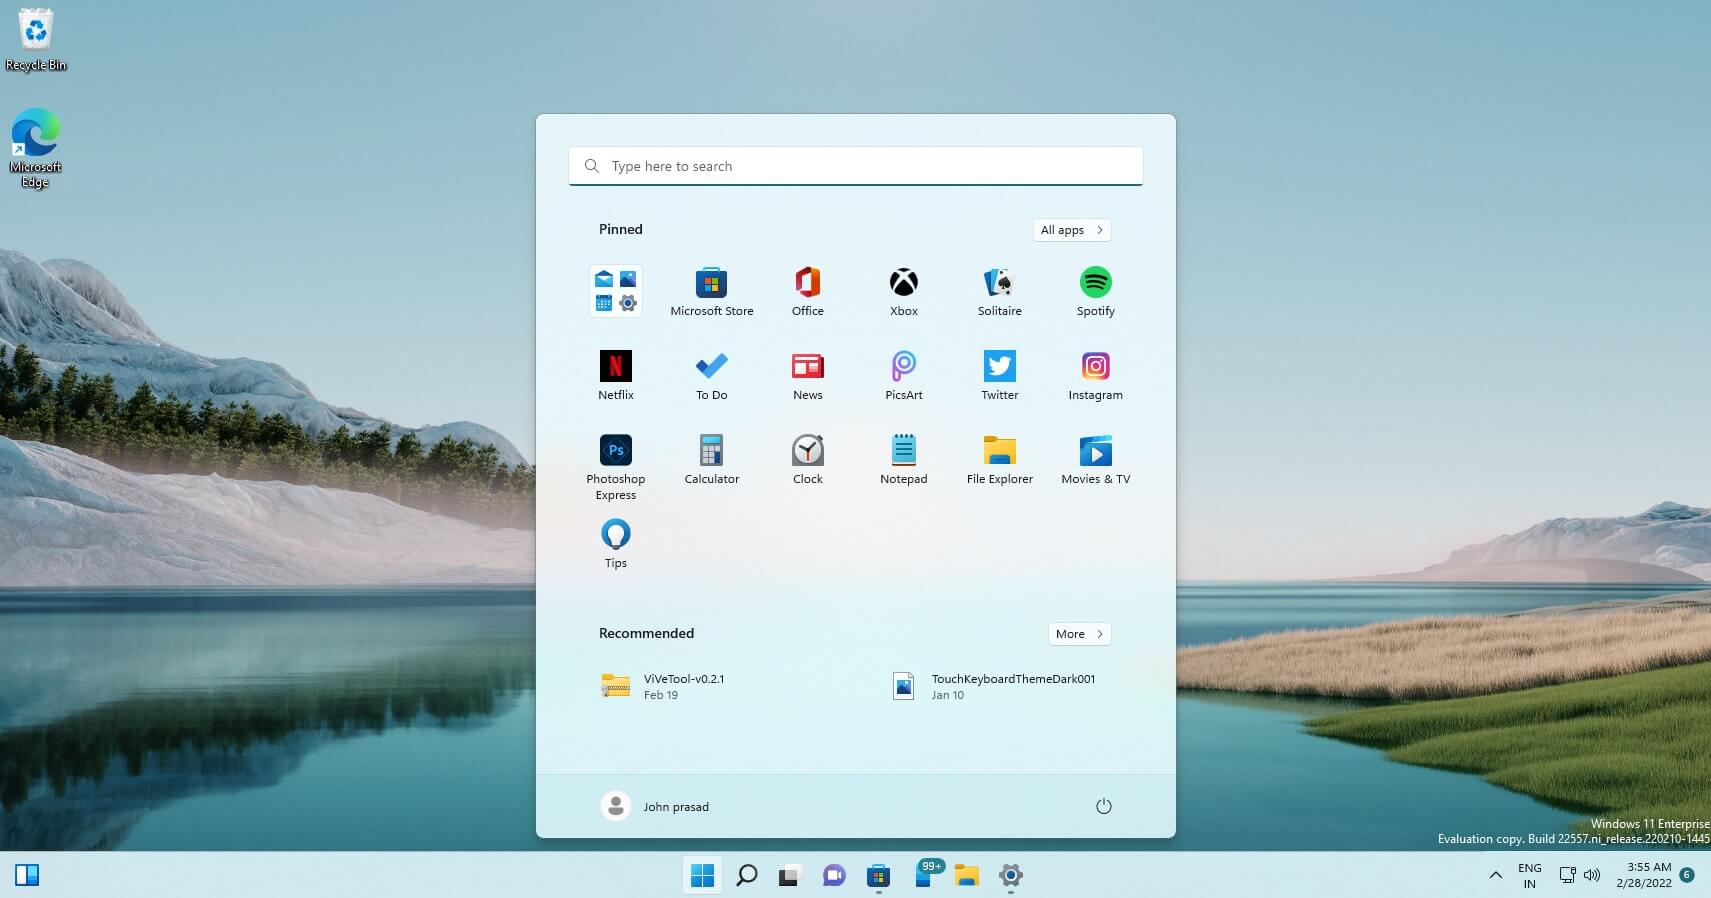 Recycle Bin
Microsoft
Edge
Type here to search
Pinned
All apps
Microsoft Store
Office
Xbox
Solitaire
Spotify
N
Netflix
To Do
News
PicsArt
Twitter
Instagram
Ps
Photoshop
Express
Calculator
Clock
Notepad
File Explorer
Movies & TV
Tips
Recommended
More
ViVeTool-v0.2.1
Feb 19
TouchKeyboardThemeDark001
Jan 10
John prasad
Windows 11 Enterprise
Evaluation copy. Build 22557.ni_release.220210-1445
99+
ENG
IN
3:55 AM
2/28/2022
6